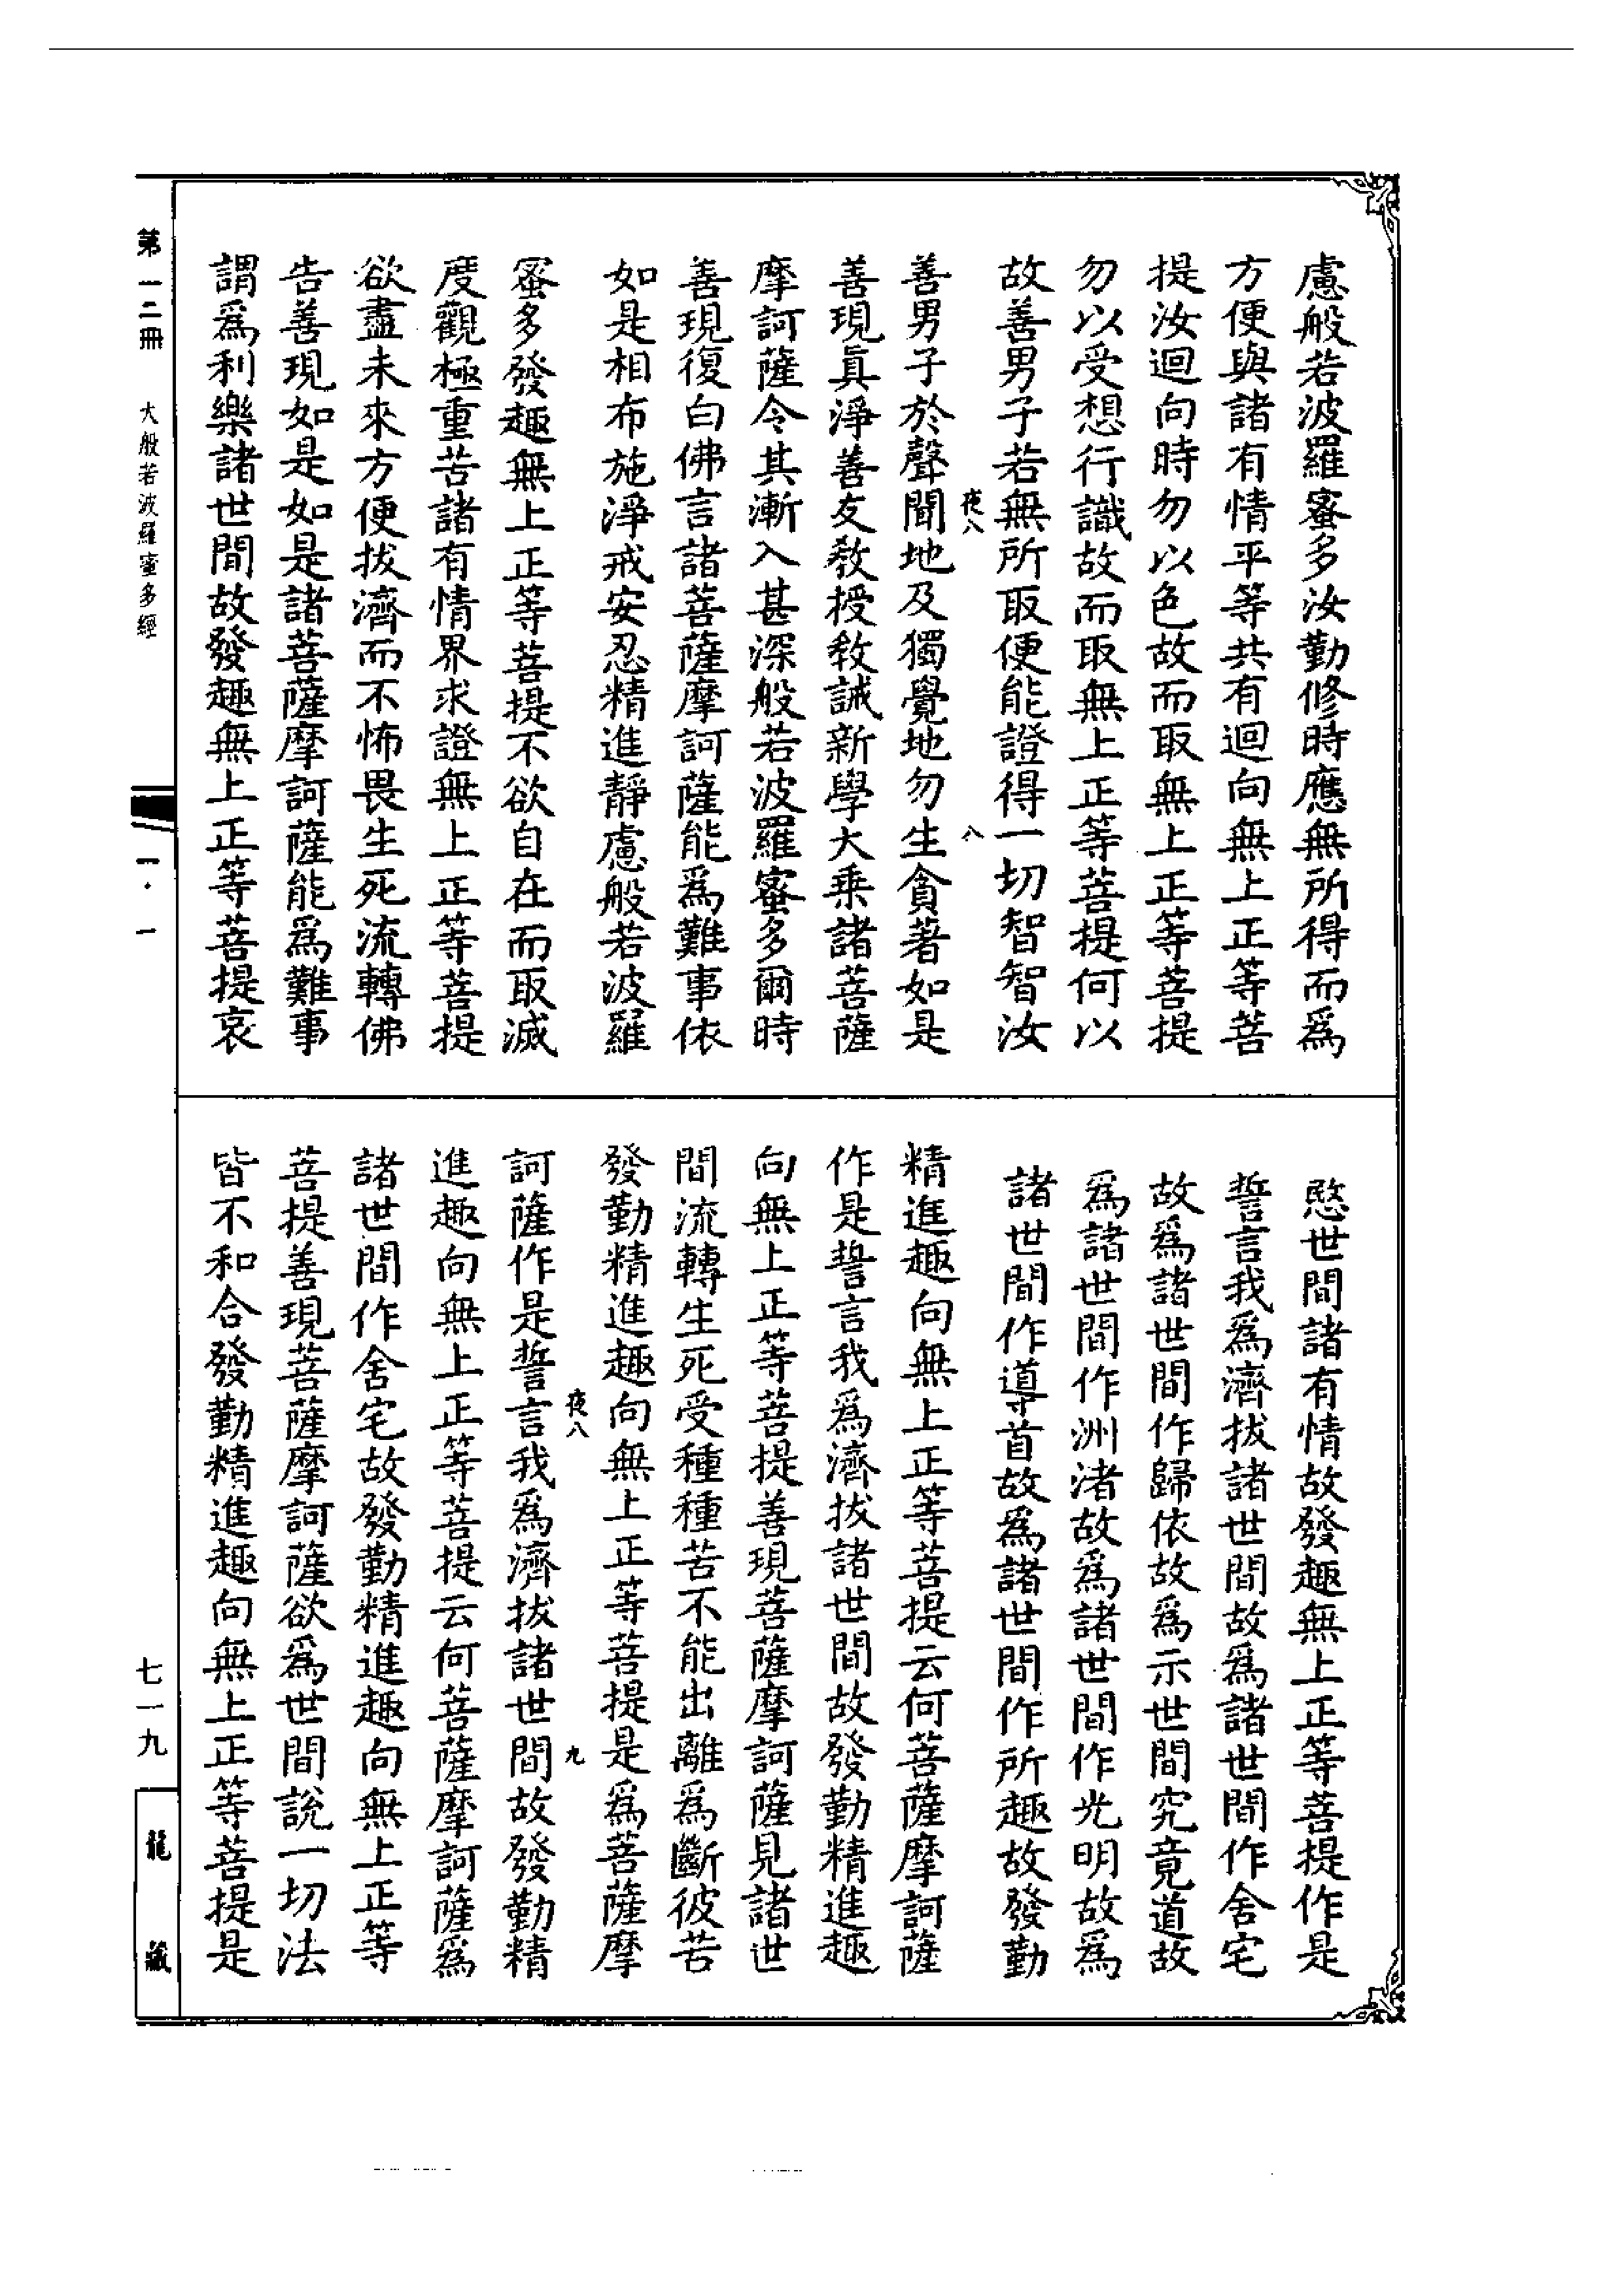 慮般若波羅蜜多汝勤修時應無所得而為
方便與諸有情平等共有迴向無上正等菩
提汝迴向時勿以色故而取無上正等菩提
勿以受想行識故而取無上正等菩提何以
故善男子若無所取便能證得一切智智汝
夜八 八
善男子於聲聞地及獨覺地勿生貪著如是
善現真淨善友教授教誡新學大乘諸菩薩
摩訶薩令其漸入甚深般若波羅蜜多爾時
善現復白佛言諸菩薩摩訶薩能為難事依
如是相布施淨戒安忍精進靜慮般若波羅
蜜多發趣無上正等菩提不欲自在而取滅
度觀極重苦諸有情界求證無上正等菩提
欲盡未來方便拔濟而不怖畏生死流轉佛
告善現如是如是諸菩薩摩訶薩能為難事
謂為利樂諸世間故發趣無上正等菩提哀
愍世間諸有情故發趣無上正等菩提作是
誓言我為濟拔諸世間故為諸世間作舍宅
故為諸世間作歸依故為示世間究竟道故
為諸世間作洲渚故為諸世間作光明故為
諸世間作導首故為諸世間作所趣故發勤
精進趣向無上正等菩提云何菩薩摩訶薩
作是誓言我為濟拔諸世間故發勤精進趣
向無上正等菩提善現菩薩摩訶薩見諸世
間流轉生死受種種苦不能出離為斷彼苦
發勤精進趣向無上正等菩提是為菩薩摩
夜八 九
訶薩作是誓言我為濟拔諸世間故發勤精
進趣向無上正等菩提云何菩薩摩訶薩為
諸世間作舍宅故發勤精進趣向無上正等
菩提善現菩薩摩訶薩欲為世間說一切法
皆不和合發勤精進趣向無上正等菩提是
第一二冊 大般若波羅蜜多經 一·一 七一九 龍藏